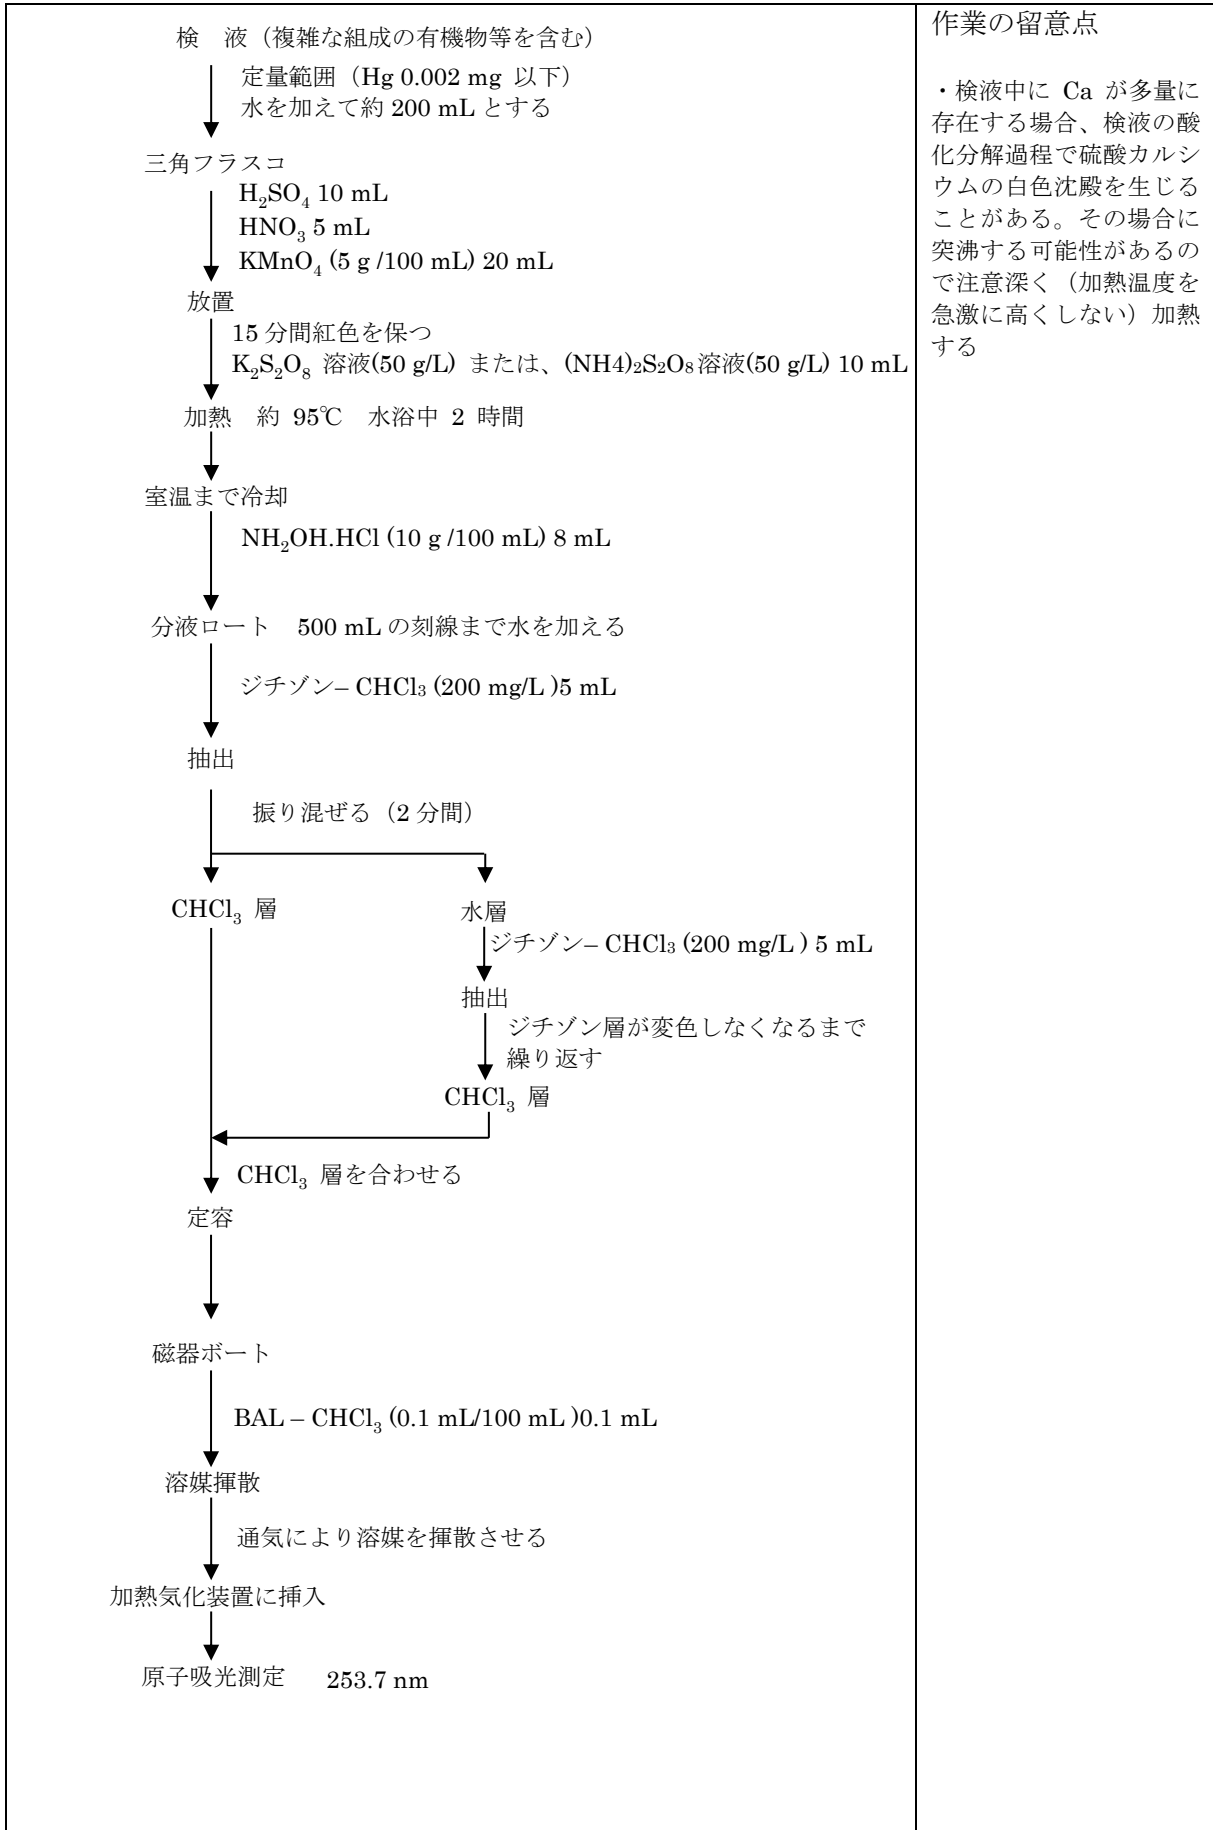 検　液（複雑な組成の有機物等を含む）
定量範囲（Hg 0.002 mg 以下）
水を加えて約 200 mL とする
三角フラスコ
H₂SO₄ 10 mL
HNO₃ 5 mL
KMnO₄ (5 g /100 mL) 20 mL
放置
15 分間紅色を保つ
K₂S₂O₈ 溶液(50 g/L) または、(NH4)₂S₂O₈溶液(50 g/L) 10 mL
加熱　約 95℃　水浴中 2 時間
室温まで冷却
NH₂OH.HCl (10 g /100 mL) 8 mL
分液ロート　500 mL の刻線まで水を加える
ジチゾン– CHCl₃ (200 mg/L )5 mL
抽出
振り混ぜる（2 分間）
CHCl₃ 層
水層
ジチゾン– CHCl₃ (200 mg/L ) 5 mL
抽出
ジチゾン層が変色しなくなるまで
繰り返す
CHCl₃ 層
CHCl₃ 層を合わせる
定容
磁器ボート
BAL – CHCl₃ (0.1 mL/100 mL )0.1 mL
溶媒揮散
通気により溶媒を揮散させる
加熱気化装置に挿入
原子吸光測定　253.7 nm
作業の留意点
・検液中に Ca が多量に
存在する場合、検液の酸
化分解過程で硫酸カルシ
ウムの白色沈殿を生じる
ことがある。その場合に
突沸する可能性があるの
で注意深く（加熱温度を
急激に高くしない）加熱
する